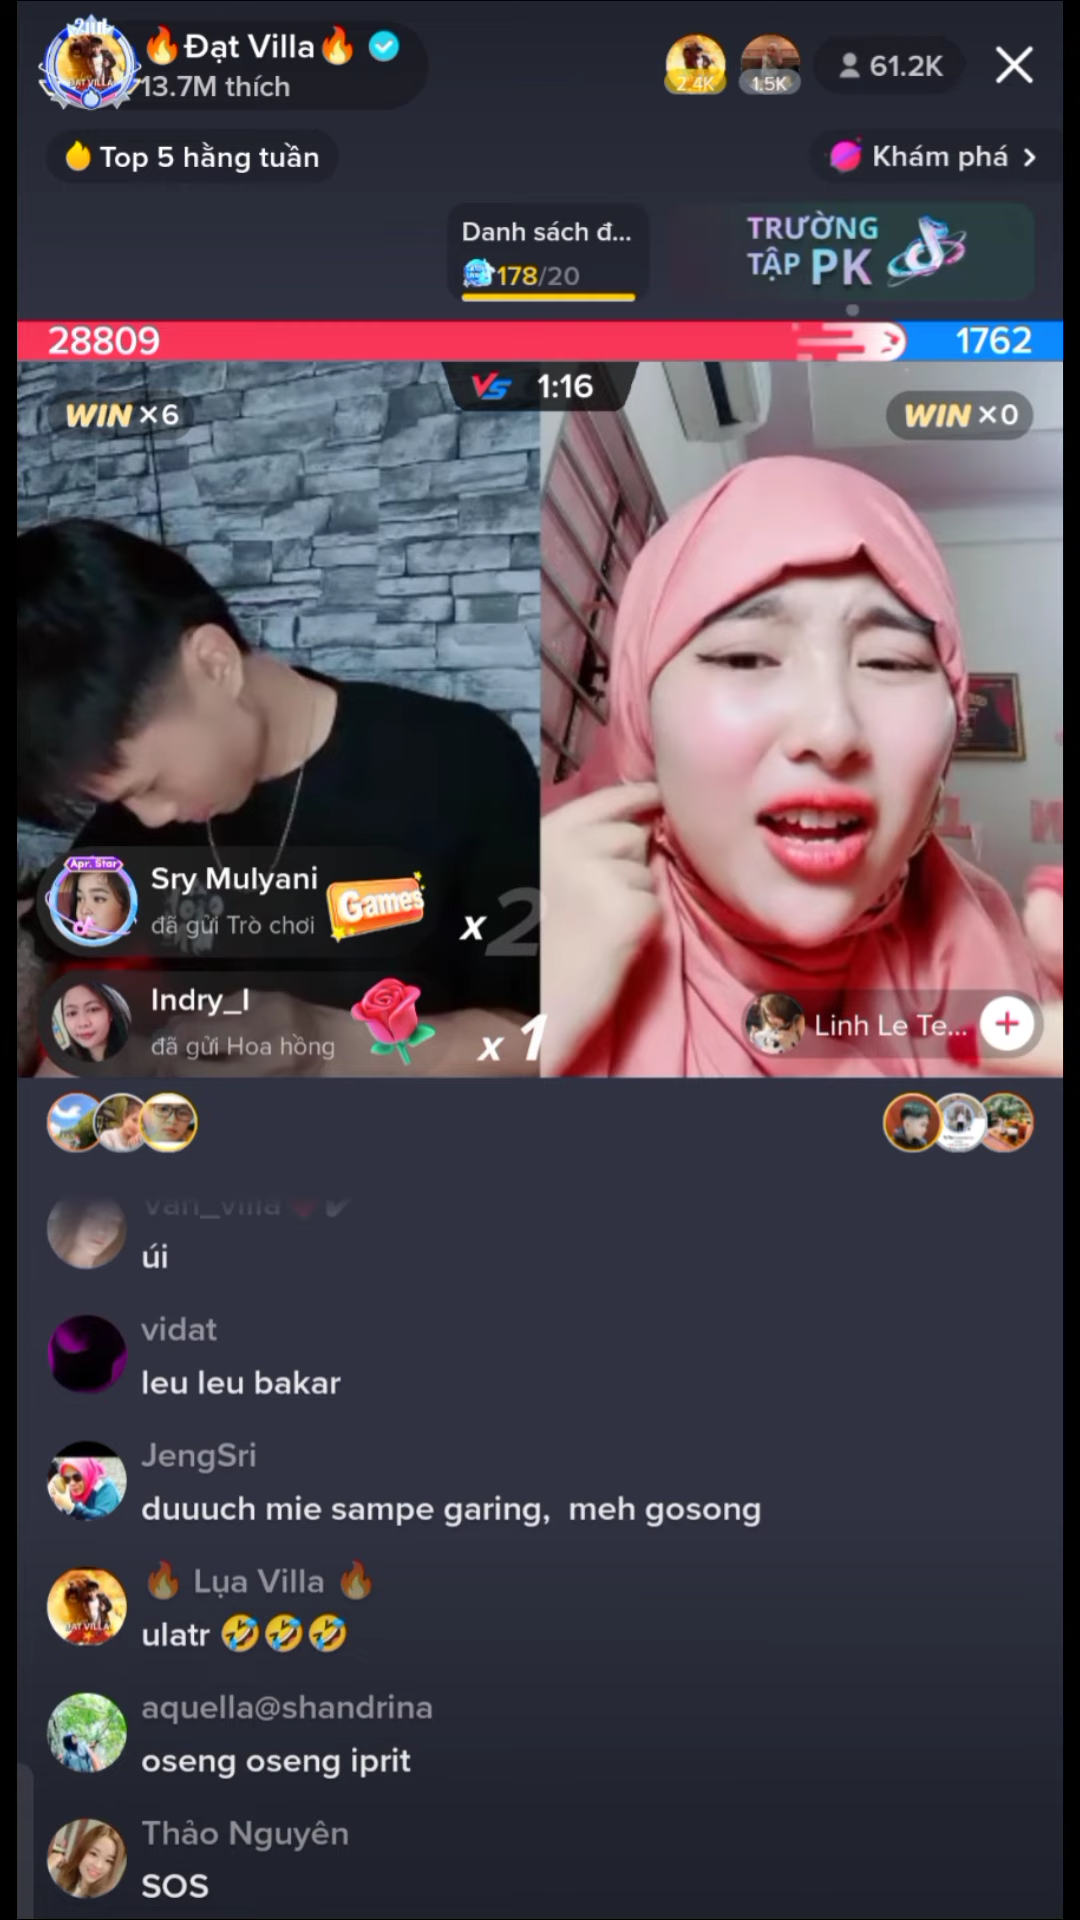 🔥Đạt Villa🔥
13.7M thích
2.4K
1.5K
61.2K
Top 5 hằng tuần
Khám phá
Danh sách đ...
178/20
TRƯỜNG
TẬP PK
28809
1762
VS 1:16
WIN ×6
WIN ×0
Apr. Star
Sry Mulyani
đã gửi Trò chơi
Games
x 2
Indry_I
đã gửi Hoa hồng
x 1
Linh Le Te...
Van_villa
úi
vidat
leu leu bakar
JengSri
duuuch mie sampe garing, meh gosong
🔥 Lụa Villa 🔥
ulatr 🤣🤣🤣
aquella@shandrina
oseng oseng iprit
Thảo Nguyên
SOS